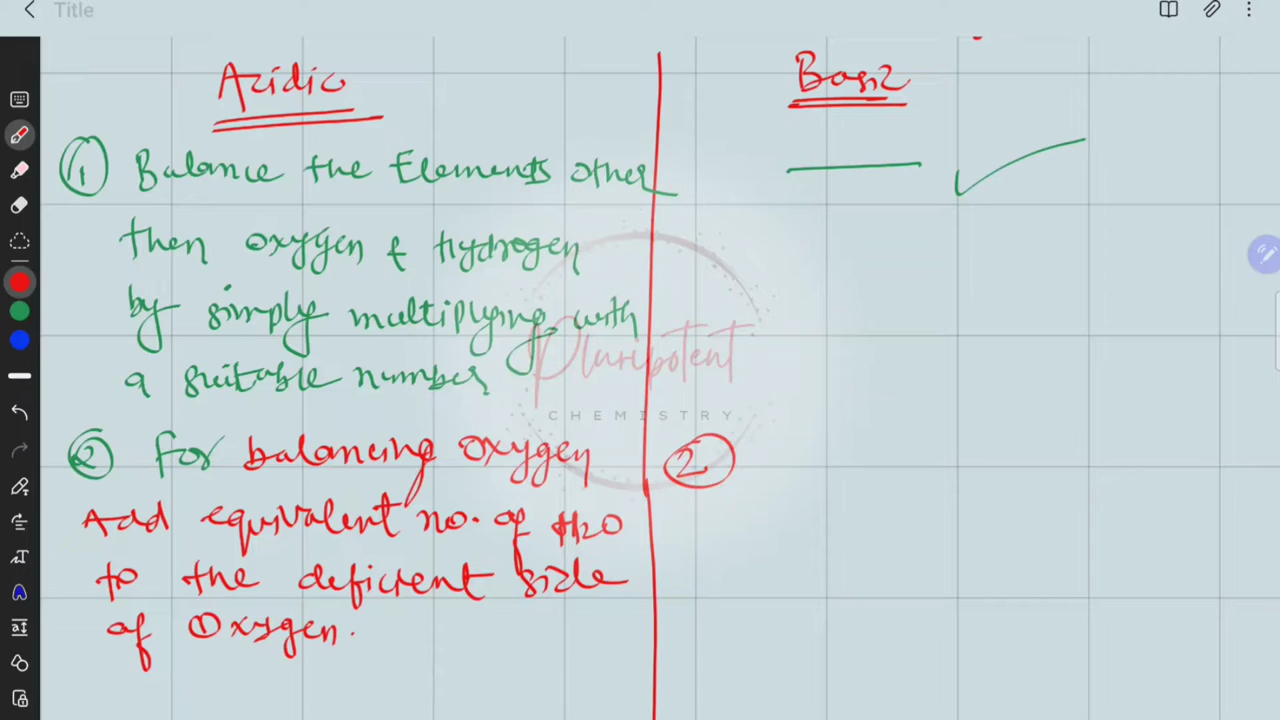 Title
Acidic
Basic
① Balance the Elements other
then oxygen & hydrogen
by simply multiplying with
a suitable number
② for balancing oxygen
Add equivalent no. of H2O
to the deficient side
of Oxygen.
②
Pluripotent
CHEMISTRY